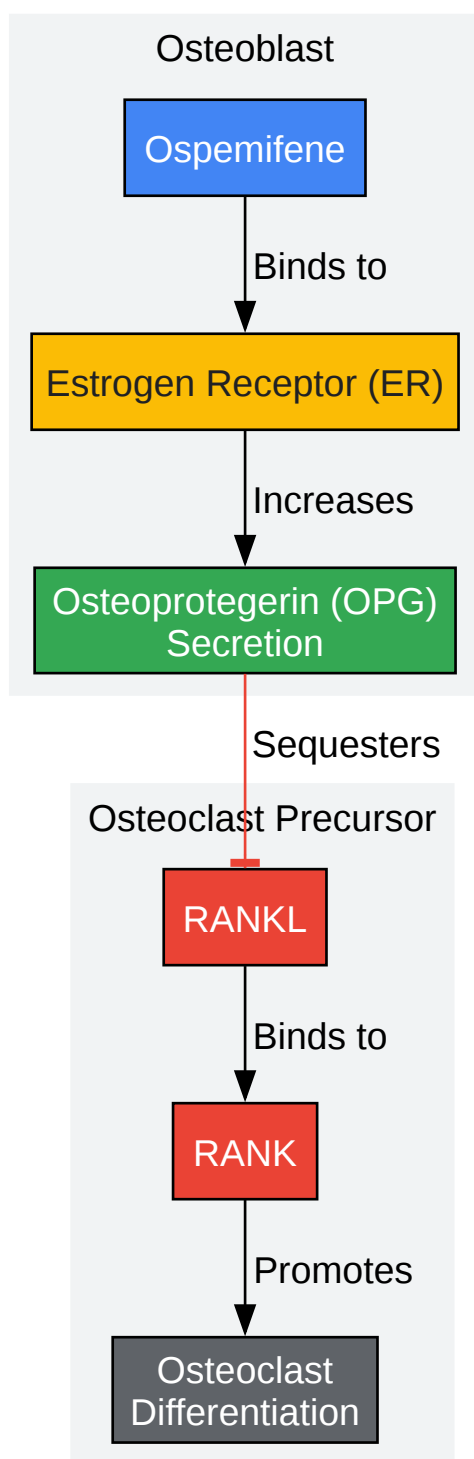 Osteoblast
Ospemifene
Binds to
Estrogen Receptor (ER)
Increases
Osteoprotegerin (OPG)
Secretion
Sequesters
Osteoclast Precursor
RANKL
Binds to
RANK
Promotes
Osteoclast
Differentiation